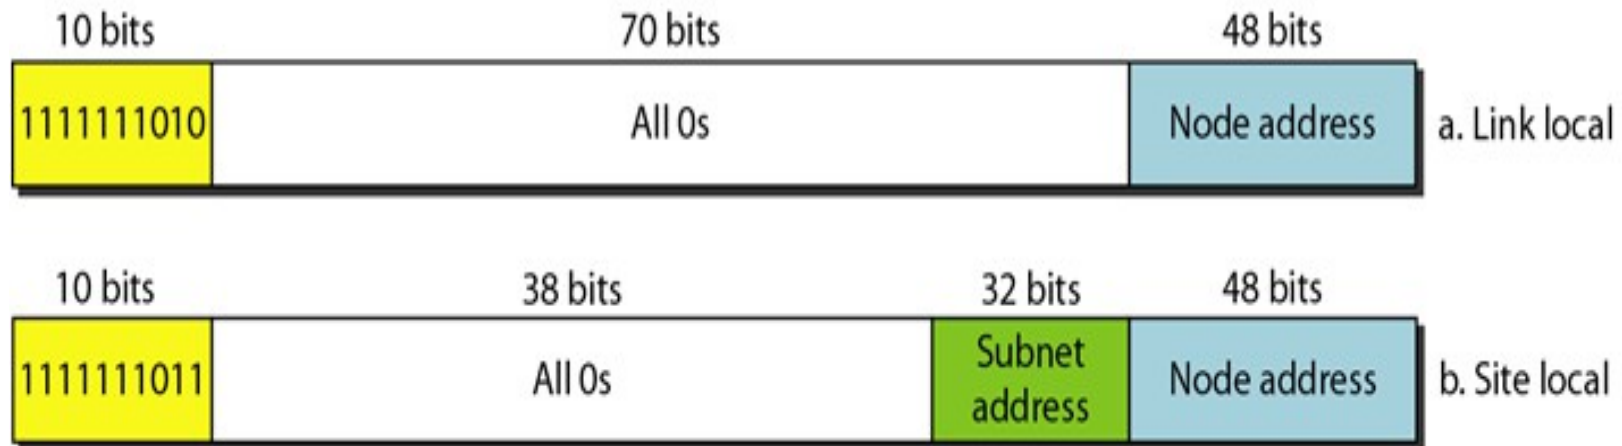 10 bits 70 bits 48 bits
1111111010 All 0s Node address a. Link local
10 bits 38 bits 32 bits 48 bits
1111111011 All 0s Subnet address Node address b. Site local